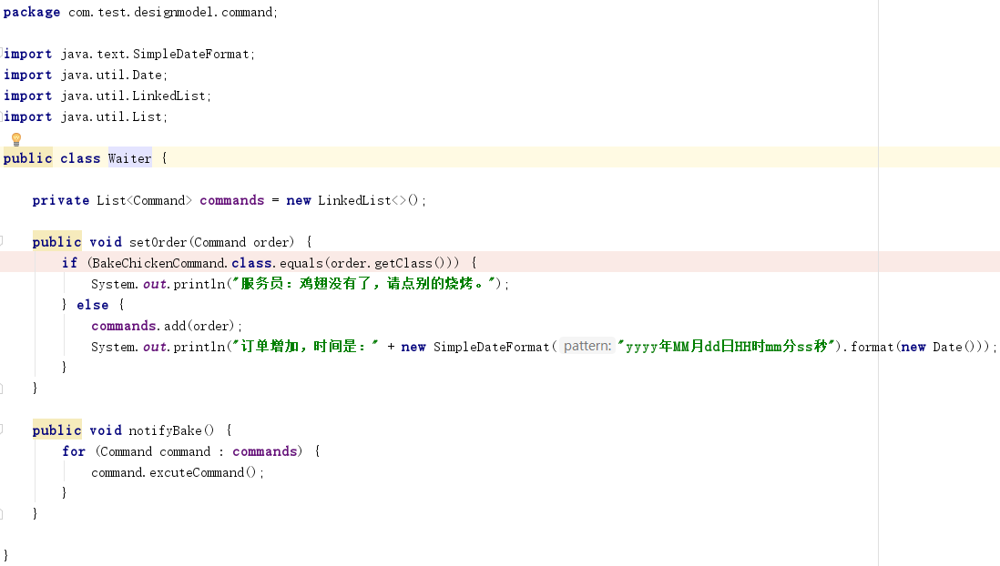 package com.test.designmodel.command;
import java.text.SimpleDateFormat;
import java.util.Date;
import java.util.LinkedList;
import java.util.List;
public class Waiter {
private List<Command> commands = new LinkedList<>();
public void setOrder(Command order) {
if (BakeChickenCommand.class.equals(order.getClass())) {
System.out.println("服务员：鸡翅没有了，请点别的烧烤。");
} else {
commands.add(order);
System.out.println("订单增加，时间是：" + new SimpleDateFormat( pattern: "yyyy年MM月dd日HH时mm分ss秒").format(new Date()));
}
}
public void notifyBake() {
for (Command command : commands) {
command.excuteCommand();
}
}
}